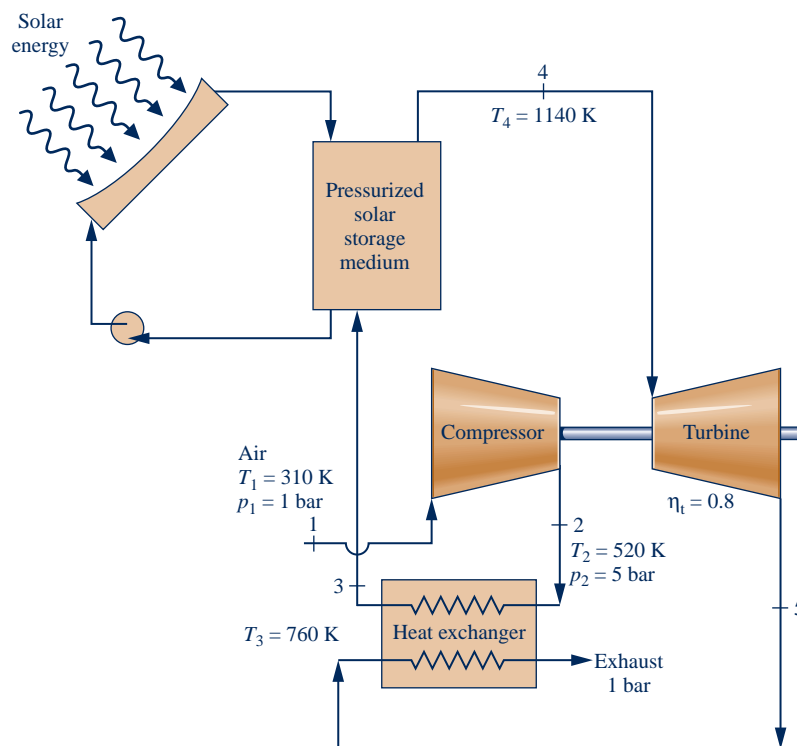 Solar
energy
4
T₄ = 1140 K
Pressurized
solar
storage
medium
Compressor
Turbine
Air
T₁ = 310 K
p₁ = 1 bar
1
ηₜ = 0.8
2
T₂ = 520 K
p₂ = 5 bar
3
T₃ = 760 K
Heat exchanger
5
Exhaust
1 bar